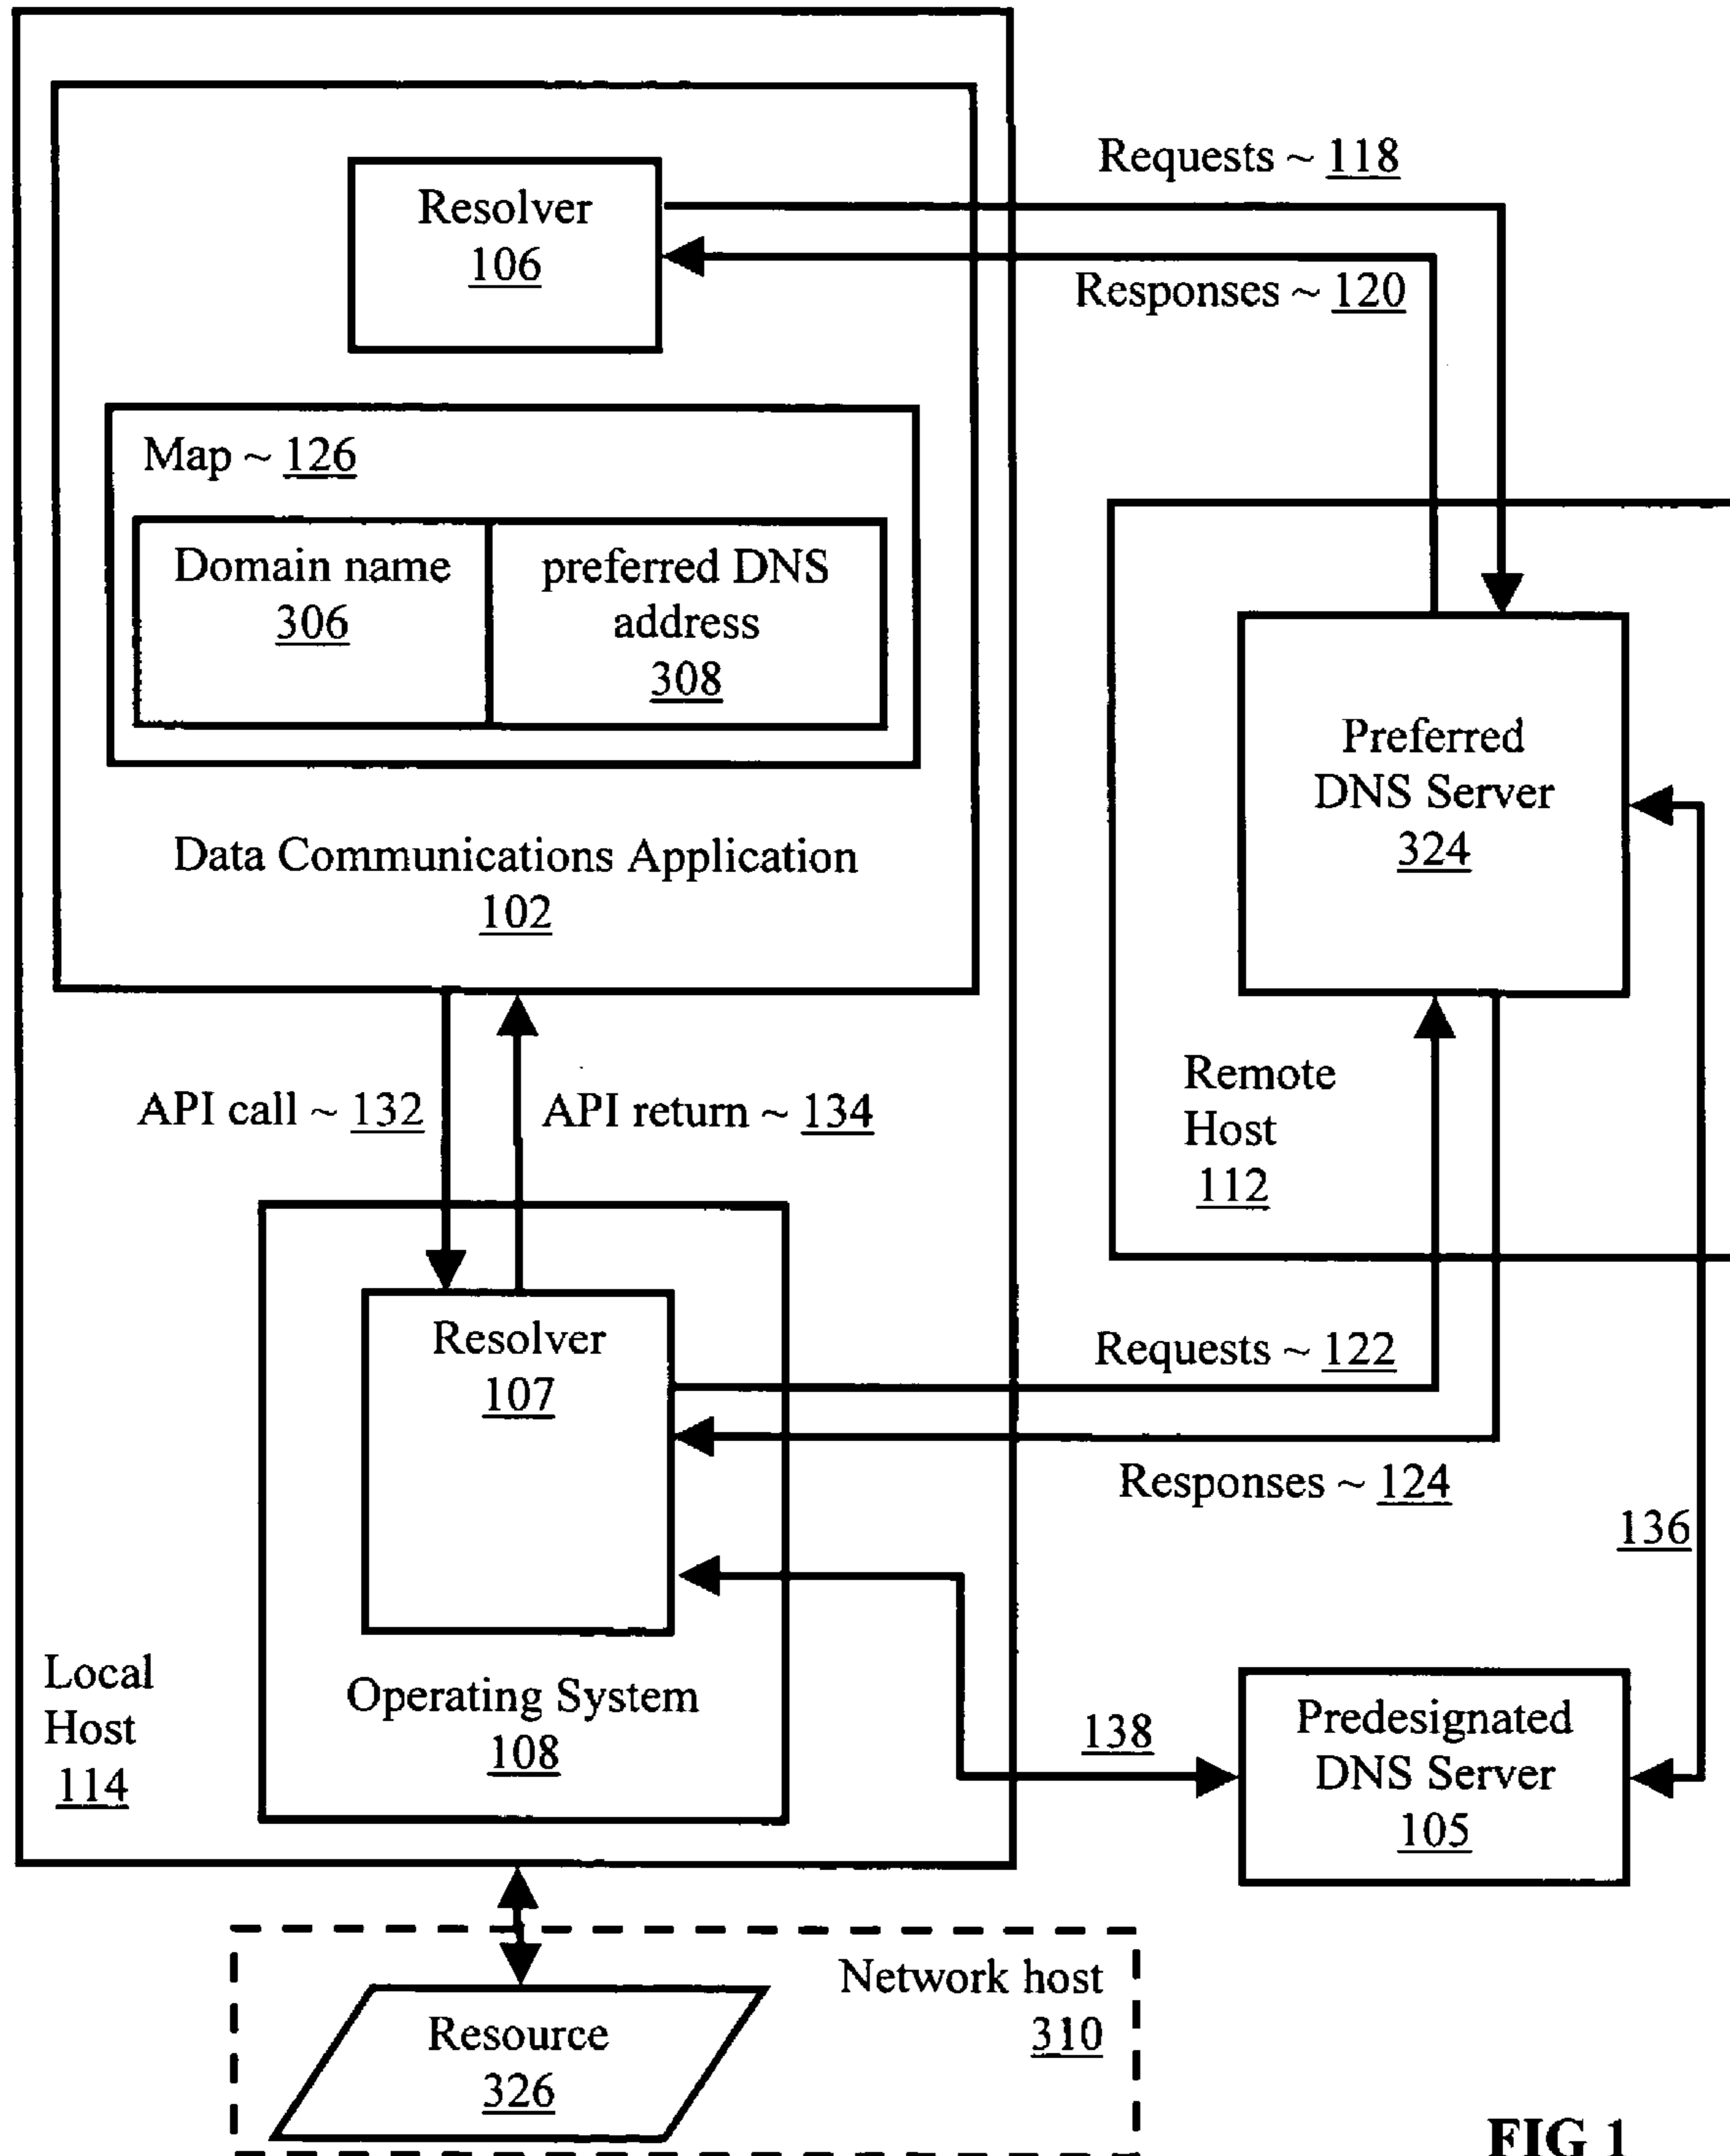 Requests ~ 118
Resolver
106
Responses ~ 120
Map ~ 126
Domain name
306
preferred DNS
address
308
Preferred
DNS Server
324
Data Communications Application
102
Remote
Host
112
API call ~ 132
API return ~ 134
Resolver
107
Requests ~ 122
Responses ~ 124
136
Local
Host
114
Operating System
108
138
Predesignated
DNS Server
105
Network host
310
Resource
326
FIG 1